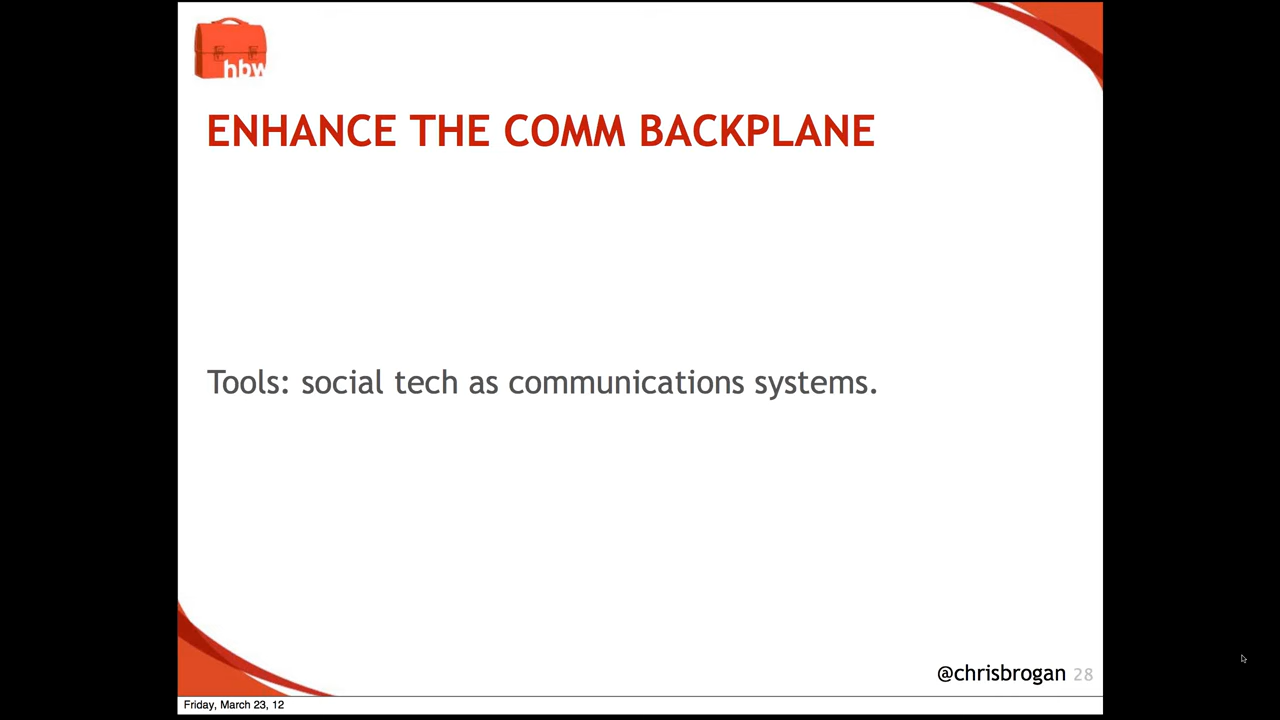 hbw
ENHANCE THE COMM BACKPLANE
Tools: social tech as communications systems.
@chrisbrogan 28
Friday, March 23, 12